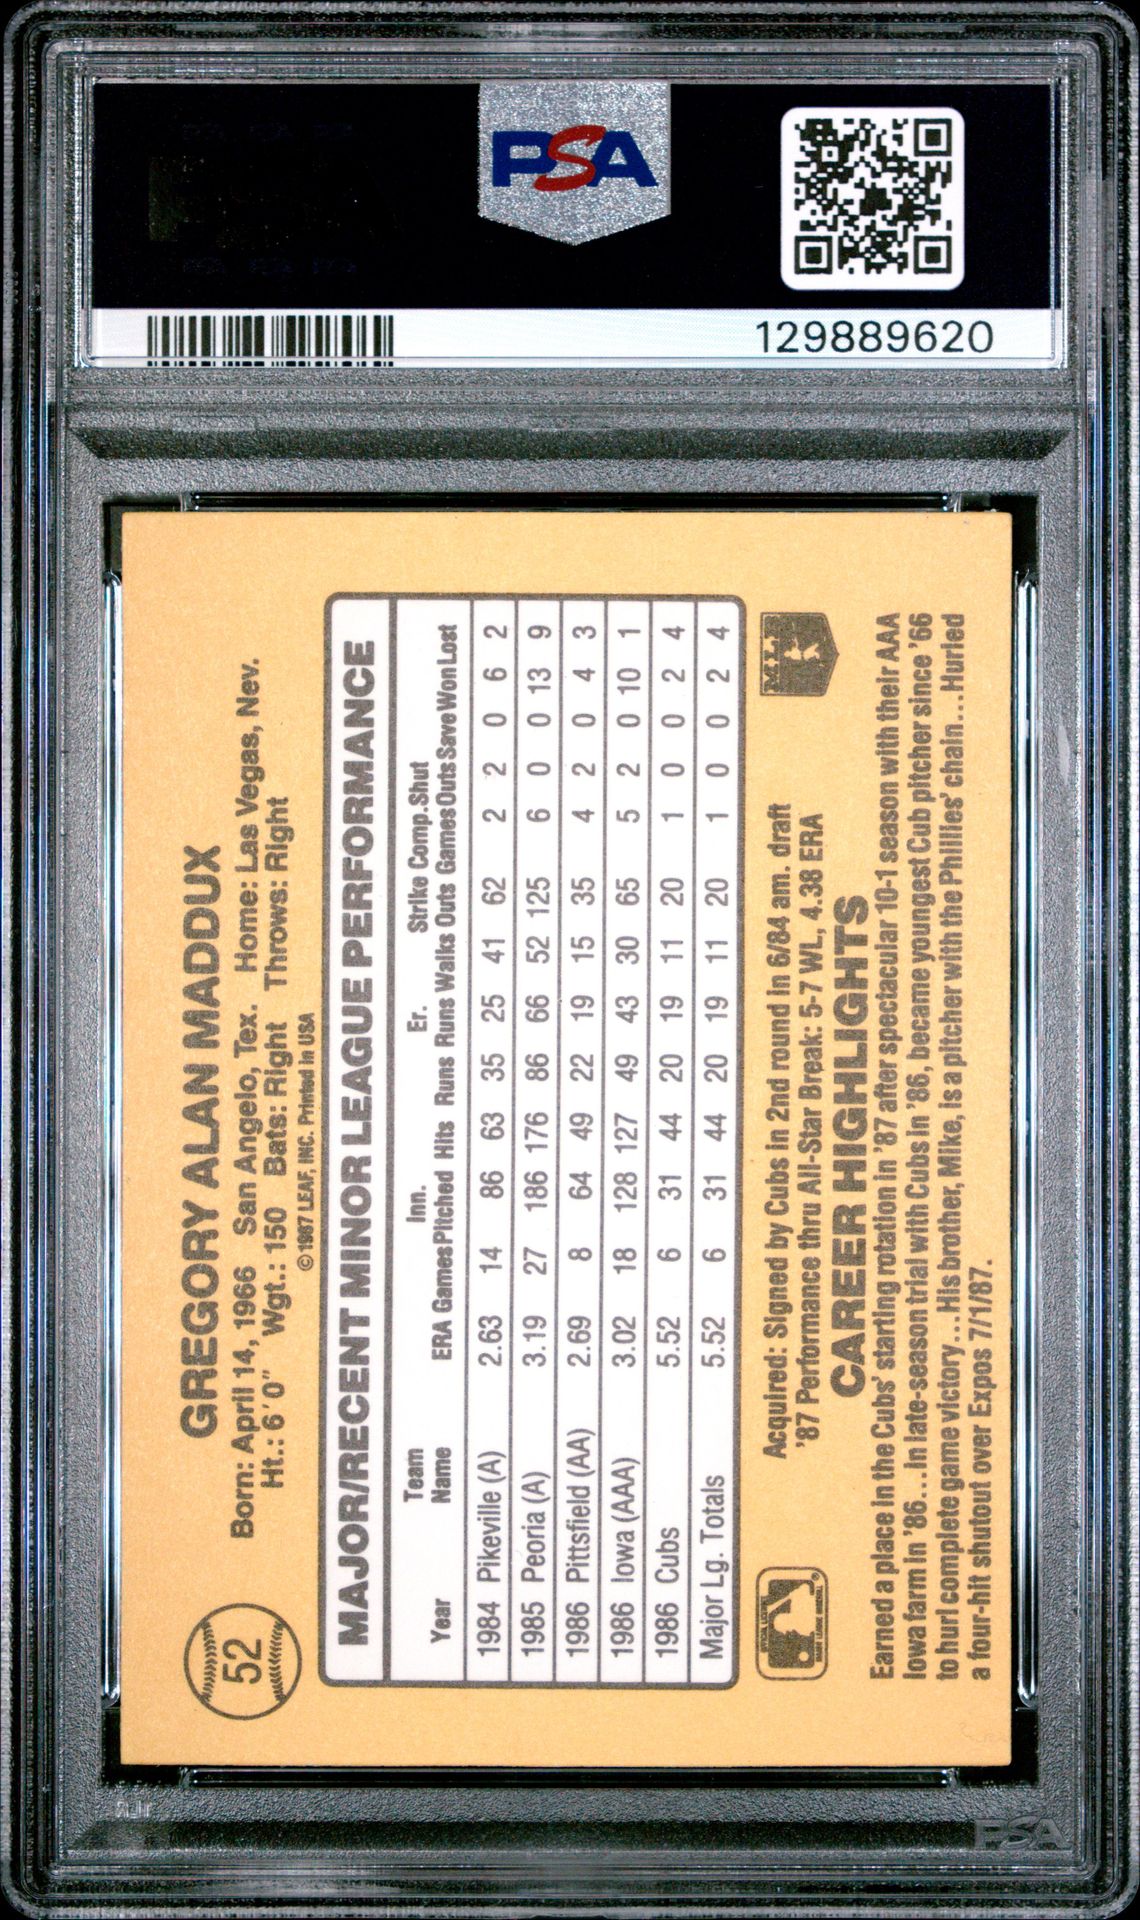 PSA
129889620
52
GREGORY ALAN MADDUX
Born: April 14, 1966 San Angelo, Tex. Home: Las Vegas, Nev.
Ht.: 6'0" Wgt.: 150 Bats: Right Throws: Right
©1987 LEAF, INC. Printed in USA
MAJOR/RECENT MINOR LEAGUE PERFORMANCE
Team Inn. Er. Strike Comp. Shut
Year Name ERA Games Pitched Hits Runs Runs Walks Outs Games Outs Save Won Lost
1984 Pikeville (A) 2.63 14 86 63 35 25 41 62 2 2 0 6 2
1985 Peoria (A) 3.19 27 186 176 86 66 52 125 6 0 0 13 9
1986 Pittsfield (AA) 2.69 8 64 49 22 19 15 35 4 2 0 4 3
1986 Iowa (AAA) 3.02 18 128 127 49 43 30 65 5 2 0 10 1
1986 Cubs 5.52 6 31 44 20 19 11 20 1 0 0 2 4
Major Lg. Totals 5.52 6 31 44 20 19 11 20 1 0 0 2 4
Acquired: Signed by Cubs in 2nd round in 6/84 am. draft
'87 Performance thru All-Star Break: 5-7 WL, 4.38 ERA
MLB
CAREER HIGHLIGHTS
Earned a place in the Cubs' starting rotation in '87 after spectacular 10-1 season with their AAA
Iowa farm in '86...In late-season trial with Cubs in '86, became youngest Cub pitcher since '66
to hurl complete game victory...His brother, Mike, is a pitcher with the Phillies' chain...Hurled
a four-hit shutout over Expos 7/1/87.
PSA